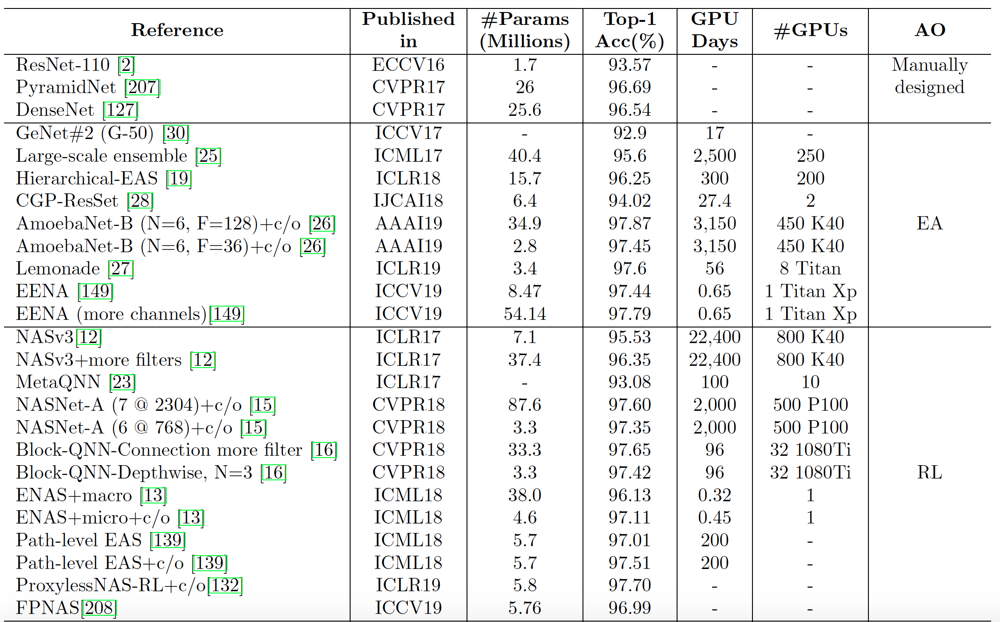 Reference Published in #Params (Millions) Top-1 Acc(%) GPU Days #GPUs AO
ResNet-110 [2] ECCV16 1.7 93.57 - - Manually
PyramidNet [207] CVPR17 26 96.69 - - designed
DenseNet [127] CVPR17 25.6 96.54 - -
GeNet#2 (G-50) [30] ICCV17 - 92.9 17 -
Large-scale ensemble [25] ICML17 40.4 95.6 2,500 250
Hierarchical-EAS [19] ICLR18 15.7 96.25 300 200
CGP-ResSet [28] IJCAI18 6.4 94.02 27.4 2
AmoebaNet-B (N=6, F=128)+c/o [26] AAAI19 34.9 97.87 3,150 450 K40 EA
AmoebaNet-B (N=6, F=36)+c/o [26] AAAI19 2.8 97.45 3,150 450 K40
Lemonade [27] ICLR19 3.4 97.6 56 8 Titan
EENA [149] ICCV19 8.47 97.44 0.65 1 Titan Xp
EENA (more channels)[149] ICCV19 54.14 97.79 0.65 1 Titan Xp
NASv3[12] ICLR17 7.1 95.53 22,400 800 K40
NASv3+more filters [12] ICLR17 37.4 96.35 22,400 800 K40
MetaQNN [23] ICLR17 - 93.08 100 10
NASNet-A (7 @ 2304)+c/o [15] CVPR18 87.6 97.60 2,000 500 P100
NASNet-A (6 @ 768)+c/o [15] CVPR18 3.3 97.35 2,000 500 P100
Block-QNN-Connection more filter [16] CVPR18 33.3 97.65 96 32 1080Ti
Block-QNN-Depthwise, N=3 [16] CVPR18 3.3 97.42 96 32 1080Ti RL
ENAS+macro [13] ICML18 38.0 96.13 0.32 1
ENAS+micro+c/o [13] ICML18 4.6 97.11 0.45 1
Path-level EAS [139] ICML18 5.7 97.01 200 -
Path-level EAS+c/o [139] ICML18 5.7 97.51 200 -
ProxylessNAS-RL+c/o[132] ICLR19 5.8 97.70 - -
FPNAS[208] ICCV19 5.76 96.99 - -